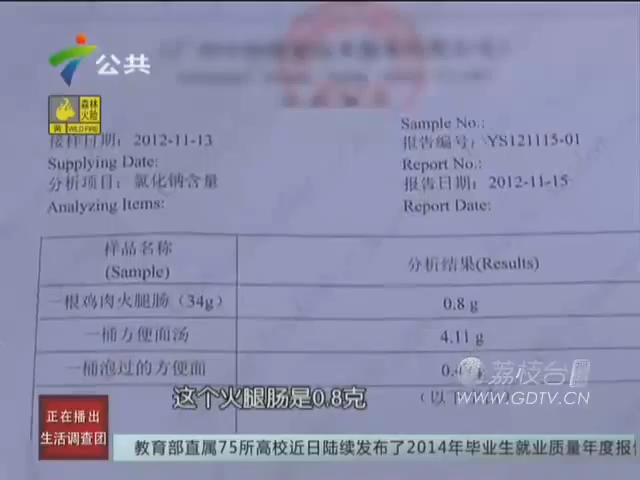 公共
森林
火险
黄 WILD FIRE
接样日期: 2012-11-13
Supplying Date:
分析项目: 氯化钠含量
Analyzing Items:
Sample No.:
报告编号: YS121115-01
Report No.:
报告日期: 2012-11-15
Report Date:
样品名称
(Sample)
分析结果(Results)
一根鸡肉火腿肠（34g）
0.8 g
一桶方便面汤
4.11 g
一桶泡过的方便面
荔枝台
www.GDTV.CN
这个火腿肠是0.8克
正在播出
生活调查团
教育部直属75所高校近日陆续发布了2014年毕业生就业质量年度报